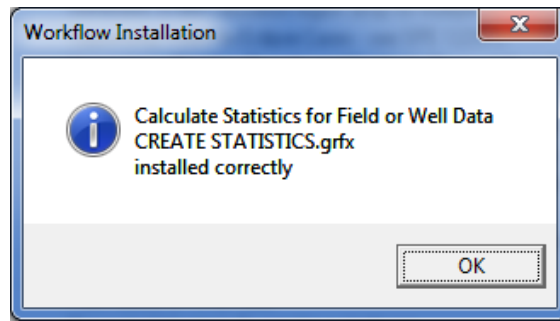 Workflow Installation
Calculate Statistics for Field or Well Data
CREATE STATISTICS.grfx
installed correctly
OK